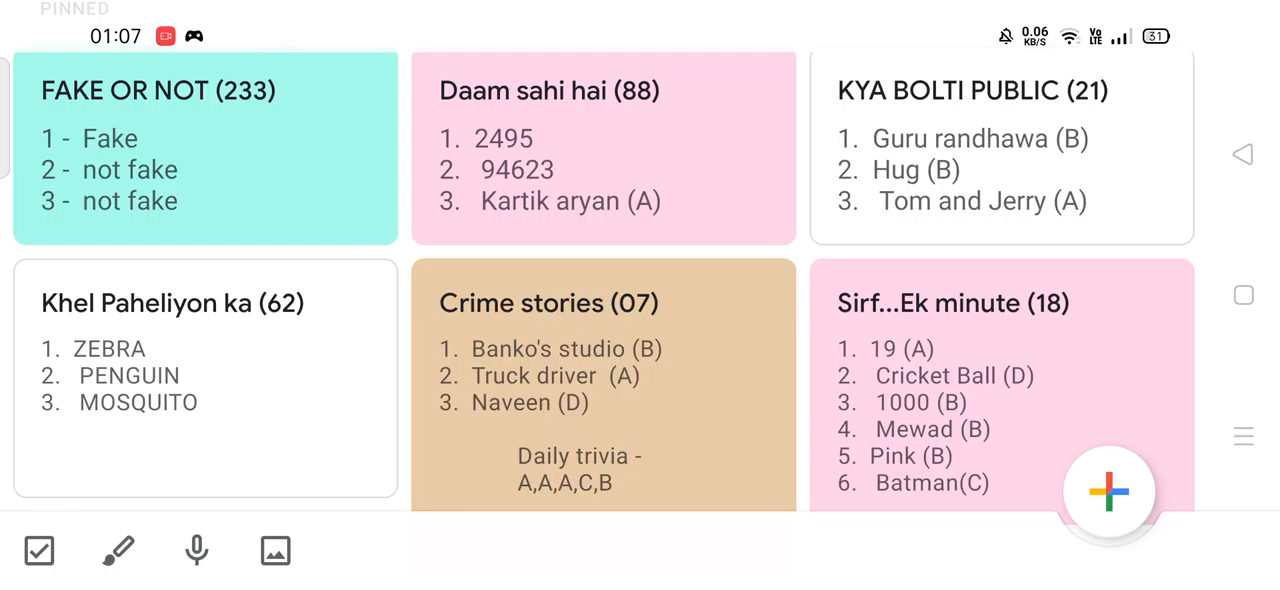 PINNED
01:07
0.06 KB/S
Vo LTE
31
FAKE OR NOT (233)
1 - Fake
2 - not fake
3 - not fake
Daam sahi hai (88)
1. 2495
2. 94623
3. Kartik aryan (A)
KYA BOLTI PUBLIC (21)
1. Guru randhawa (B)
2. Hug (B)
3. Tom and Jerry (A)
Khel Paheliyon ka (62)
1. ZEBRA
2. PENGUIN
3. MOSQUITO
Crime stories (07)
1. Banko's studio (B)
2. Truck driver (A)
3. Naveen (D)
Daily trivia -
A,A,A,C,B
Sirf...Ek minute (18)
1. 19 (A)
2. Cricket Ball (D)
3. 1000 (B)
4. Mewad (B)
5. Pink (B)
6. Batman(C)